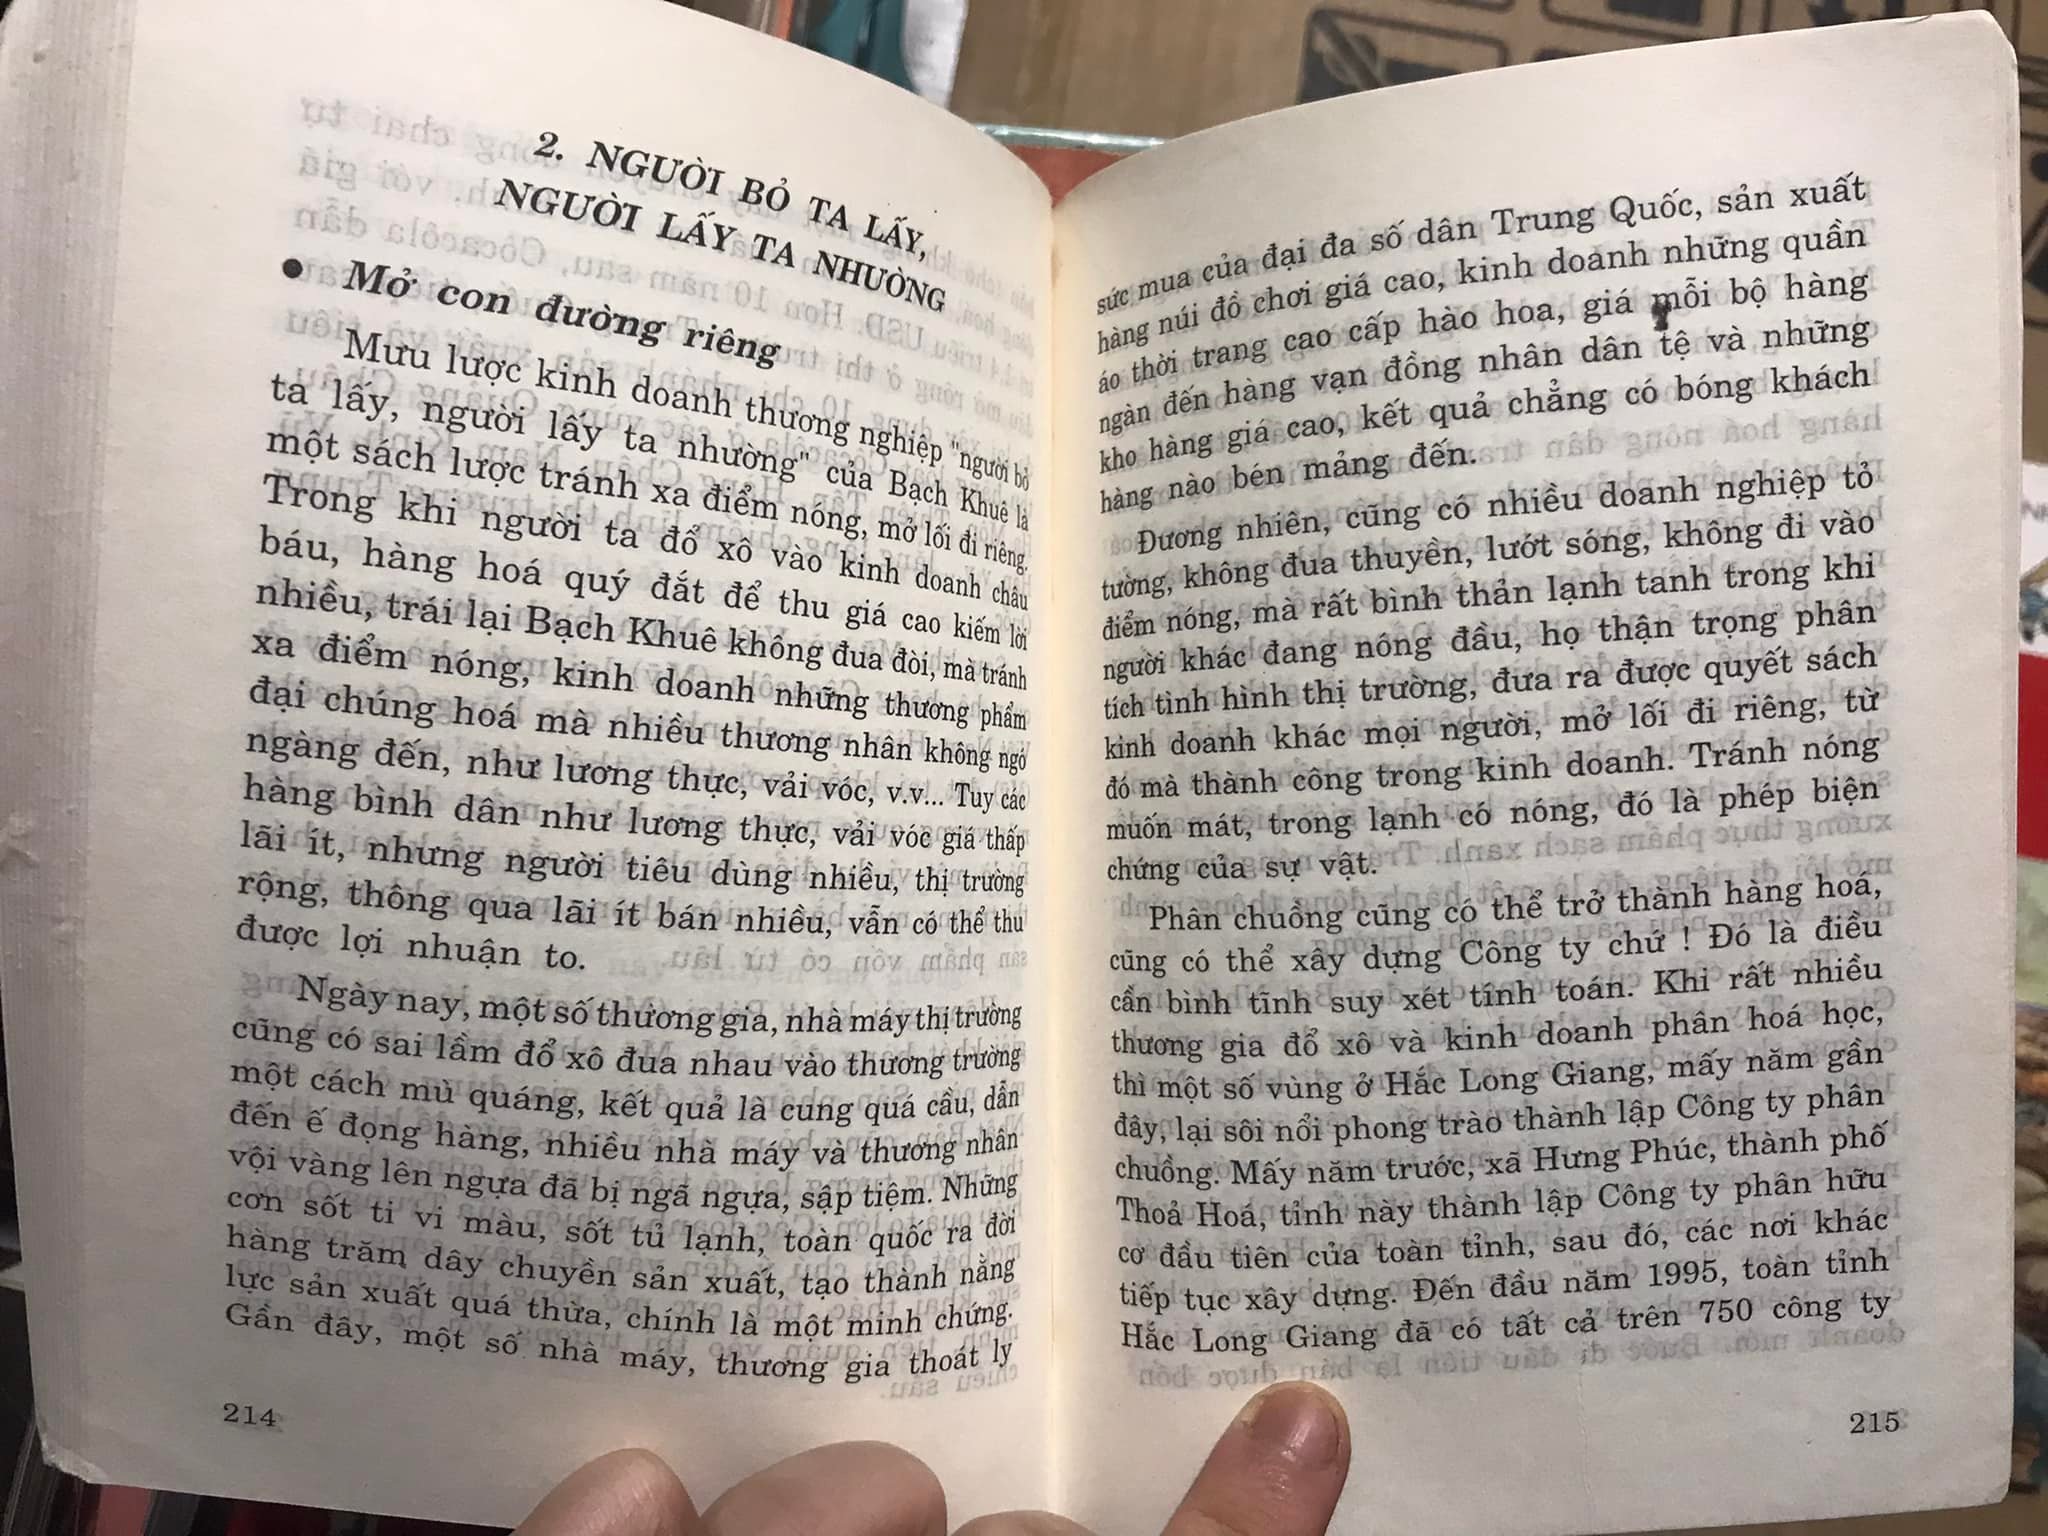 2. NGƯỜI BỎ TA LẤY,
NGƯỜI LẤY TA NHƯỜNG
● Mở con đường riêng
Mưu lược kinh doanh thương nghiệp "người bỏ
ta lấy, người lấy ta nhường" của Bạch Khuê là
một sách lược tránh xa điểm nóng, mở lối đi riêng.
Trong khi người ta đổ xô vào kinh doanh châu
báu, hàng hoá quý đắt để thu giá cao kiếm lời
nhiều, trái lại Bạch Khuê không đua đòi, mà tránh
xa điểm nóng, kinh doanh những thương phẩm
đại chúng hoá mà nhiều thương nhân không ngó
ngàng đến, như lương thực, vải vóc, v.v... Tuy các
hàng bình dân như lương thực, vải vóc giá thấp
lãi ít, nhưng người tiêu dùng nhiều, thị trường
rộng, thông qua lãi ít bán nhiều, vẫn có thể thu
được lợi nhuận to.
Ngày nay, một số thương gia, nhà máy thị trường
cũng có sai lầm đổ xô đua nhau vào thương trường
một cách mù quáng, kết quả là cung quá cầu, dẫn
đến ế đọng hàng, nhiều nhà máy và thương nhân
vội vàng lên ngựa đã bị ngã ngựa, sập tiệm. Những
cơn sốt ti vi màu, sốt tủ lạnh, toàn quốc ra đời
hàng trăm dây chuyền sản xuất, tạo thành nằng
lực sản xuất quá thừa, chính là một minh chứng.
Gần đây, một số nhà máy, thương gia thoát ly
214
sức mua của đại đa số dân Trung Quốc, sản xuất
hàng núi đồ chơi giá cao, kinh doanh những quần
áo thời trang cao cấp hào hoa, giá mỗi bộ hàng
ngàn đến hàng vạn đồng nhân dân tệ và những
kho hàng giá cao, kết quả chẳng có bóng khách
hàng nào bén mảng đến.
Đương nhiên, cũng có nhiều doanh nghiệp tỏ
tường, không đua thuyền, lướt sóng, không đi vào
điểm nóng, mà rất bình thản lạnh tanh trong khi
người khác đang nóng đầu, họ thận trọng phân
tích tình hình thị trường, đưa ra được quyết sách
kinh doanh khác mọi người, mở lối đi riêng, từ
đó mà thành công trong kinh doanh. Tránh nóng
muốn mát, trong lạnh có nóng, đó là phép biện
chứng của sự vật.
Phân chuồng cũng có thể trở thành hàng hoá,
cũng có thể xây dựng Công ty chứ ! Đó là điều
cần bình tĩnh suy xét tính toán. Khi rất nhiều
thương gia đổ xô và kinh doanh phân hoá học,
thì một số vùng ở Hắc Long Giang, mấy năm gần
đây, lại sôi nổi phong trào thành lập Công ty phân
chuồng. Mấy năm trước, xã Hưng Phúc, thành phố
Thoả Hoá, tỉnh này thành lập Công ty phân hữu
cơ đầu tiên của toàn tỉnh, sau đó, các nơi khác
tiếp tục xây dựng. Đến đầu năm 1995, toàn tỉnh
Hắc Long Giang đã có tất cả trên 750 công ty
215